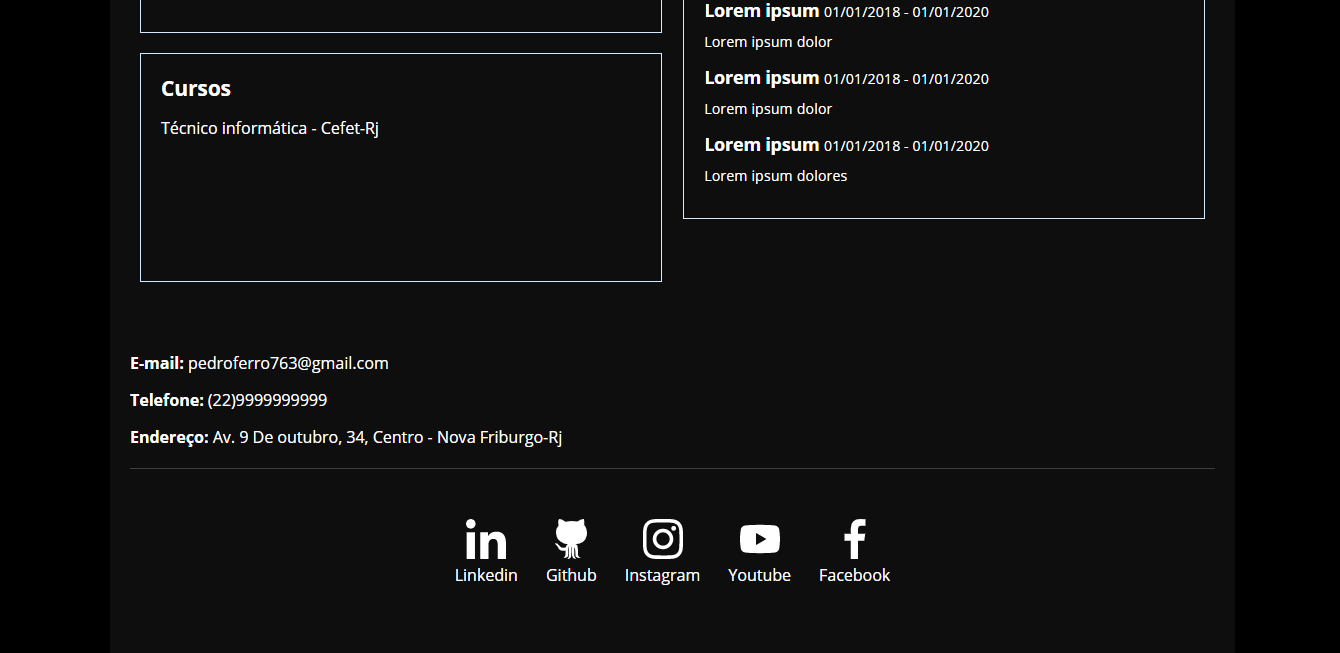 Lorem ipsum 01/01/2018 - 01/01/2020
Lorem ipsum dolor
Lorem ipsum 01/01/2018 - 01/01/2020
Lorem ipsum dolor
Lorem ipsum 01/01/2018 - 01/01/2020
Lorem ipsum dolores
Cursos
Técnico informática - Cefet-Rj
E-mail: pedroferro763@gmail.com
Telefone: (22)9999999999
Endereço: Av. 9 De outubro, 34, Centro - Nova Friburgo-Rj
Linkedin Github Instagram Youtube Facebook